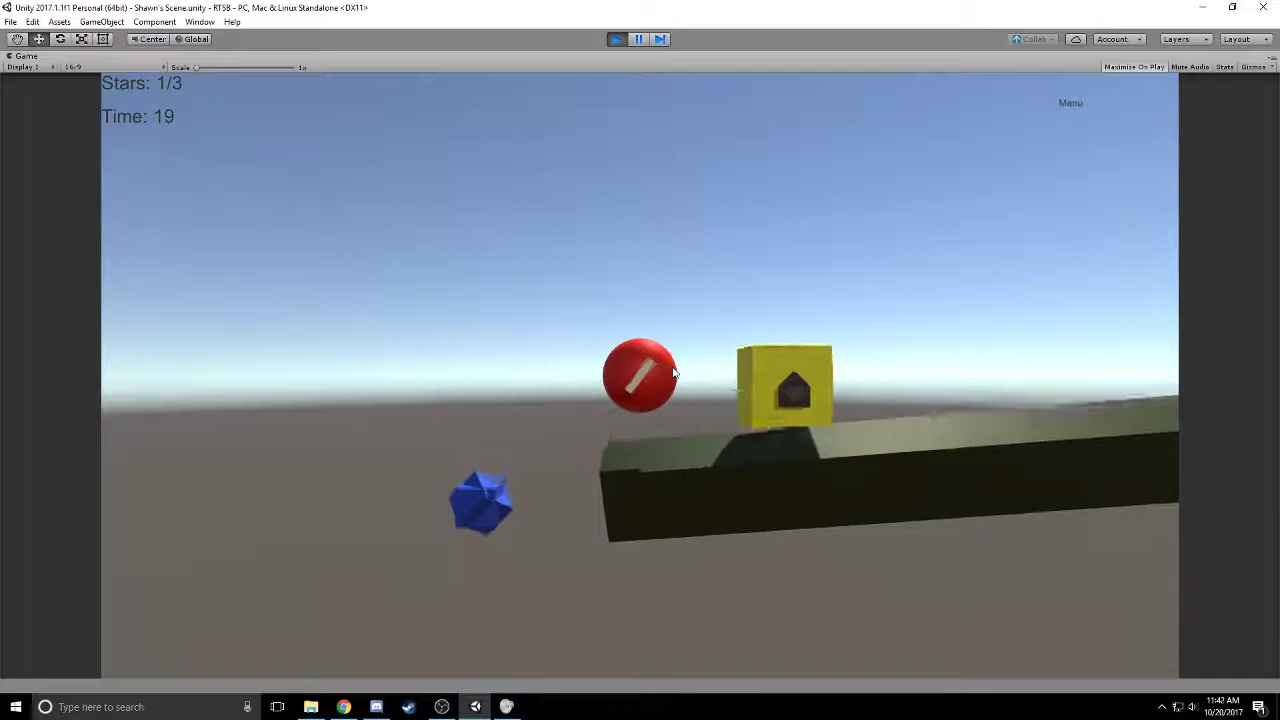 Unity 2017.1.1f1 Personal (64bit) - Shawn's Scene.unity - RTSB - PC, Mac & Linux Standalone <DX11>
File Edit Assets GameObject Component Window Help
Center Global Collab Account Layers Layout
Game
Display 1 16:9 Scale 1x Maximize On Play Mute Audio Stats Gizmos
Stars: 1/3
Menu
Time: 19
Type here to search
11:42 AM
10/20/2017